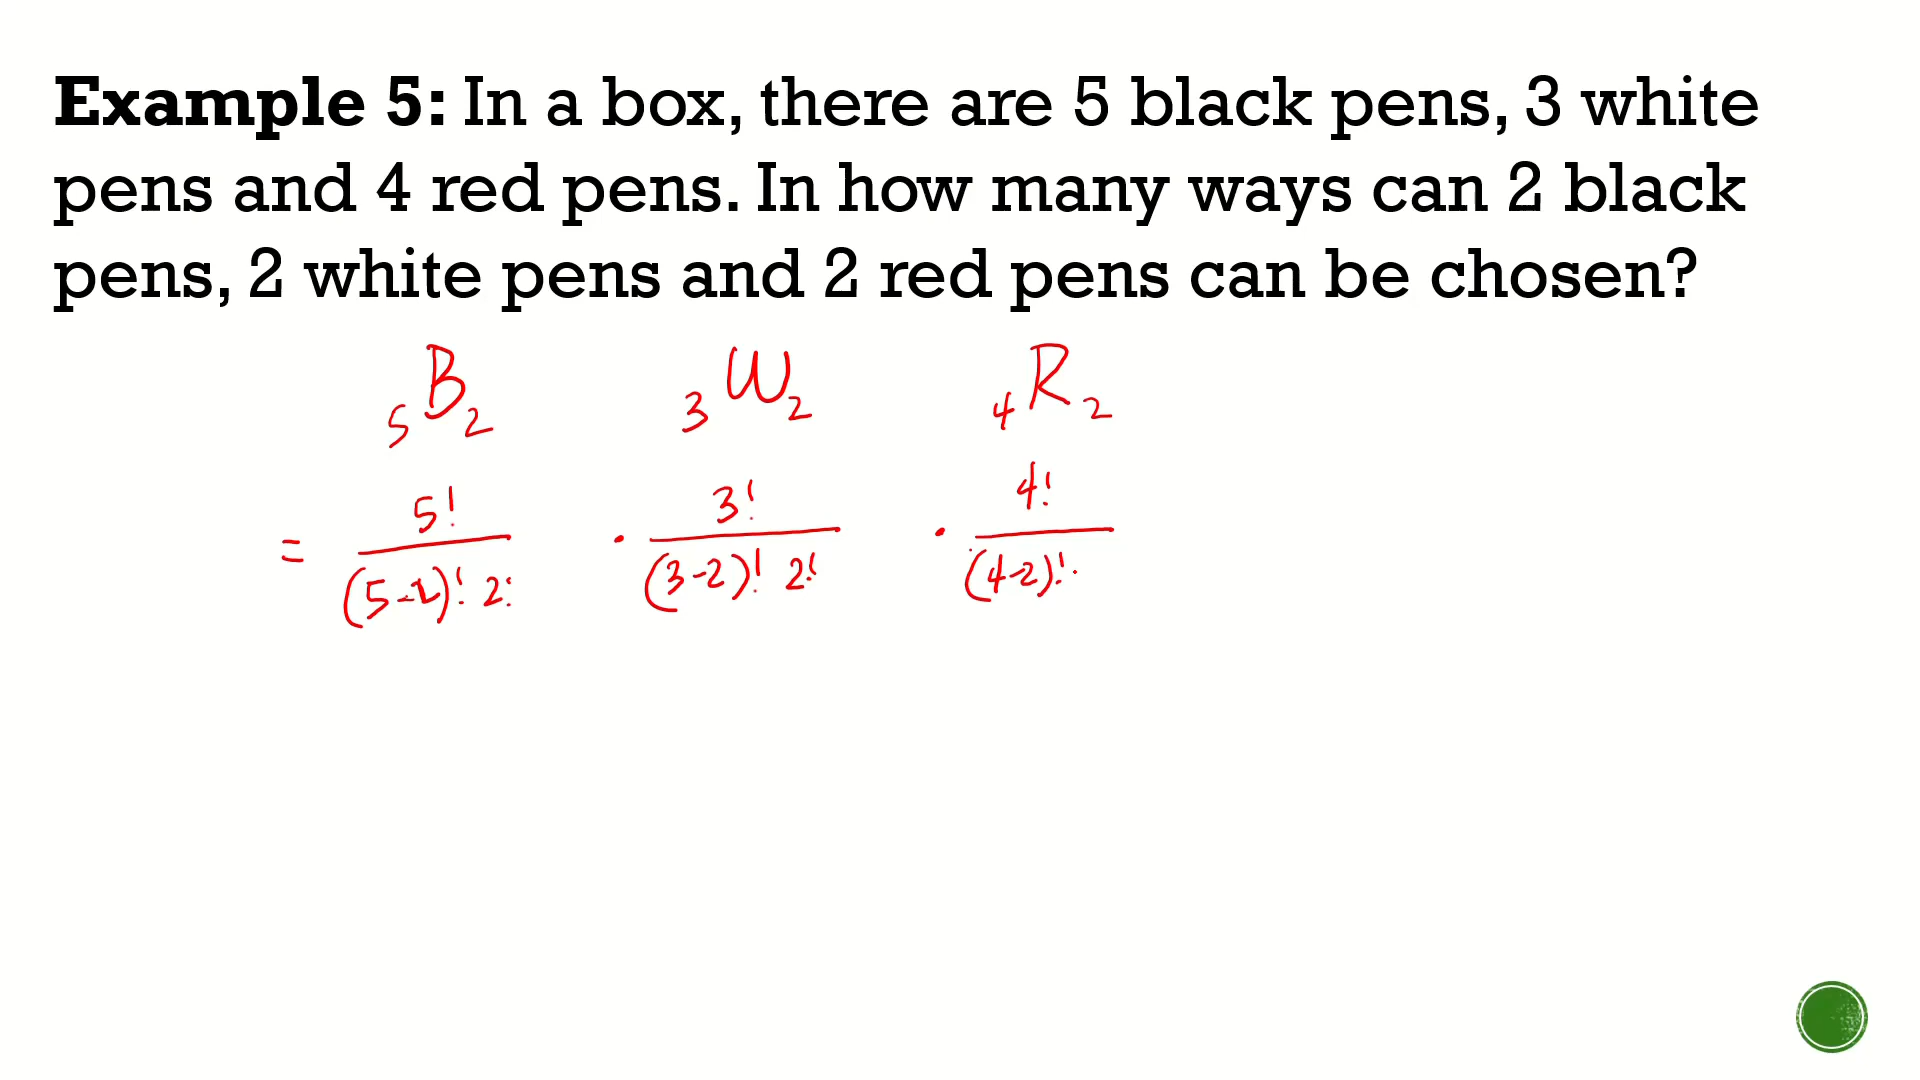 Example 5: In a box, there are 5 black pens, 3 white
pens and 4 red pens. In how many ways can 2 black
pens, 2 white pens and 2 red pens can be chosen?
5B2 3W2 4R2
= 5!/(5-2)! 2! · 3!/(3-2)! 2! · 4!/(4-2)!